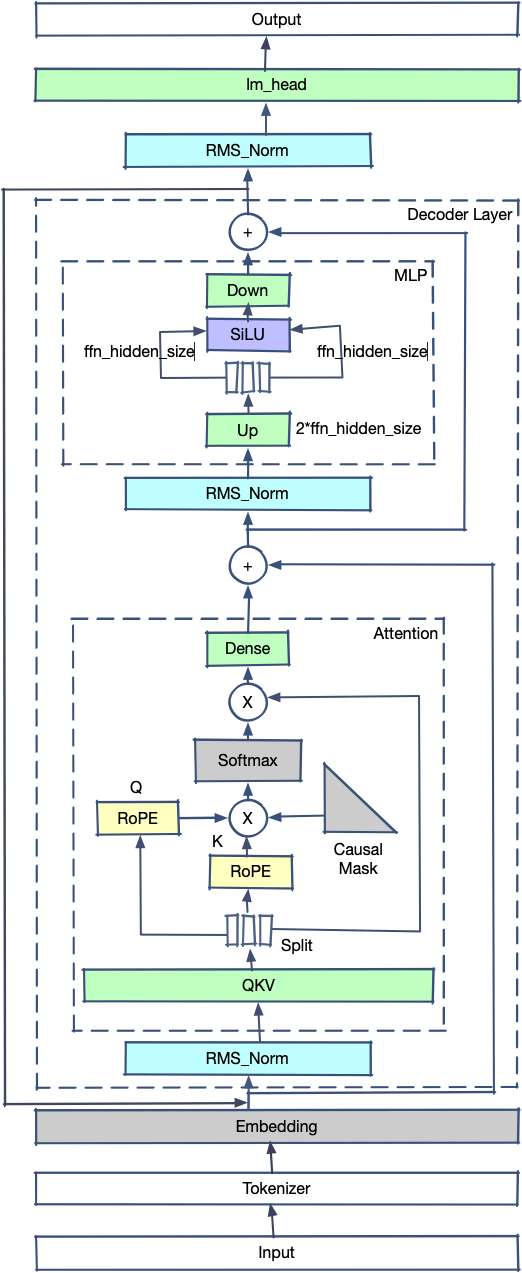 Output
lm_head
RMS_Norm
Decoder Layer
+
MLP
Down
SiLU
ffn_hidden_size
ffn_hidden_size
Up
2*ffn_hidden_size
RMS_Norm
+
Attention
Dense
X
Softmax
Q
RoPE
X
K
Causal
Mask
RoPE
Split
QKV
RMS_Norm
Embedding
Tokenizer
Input